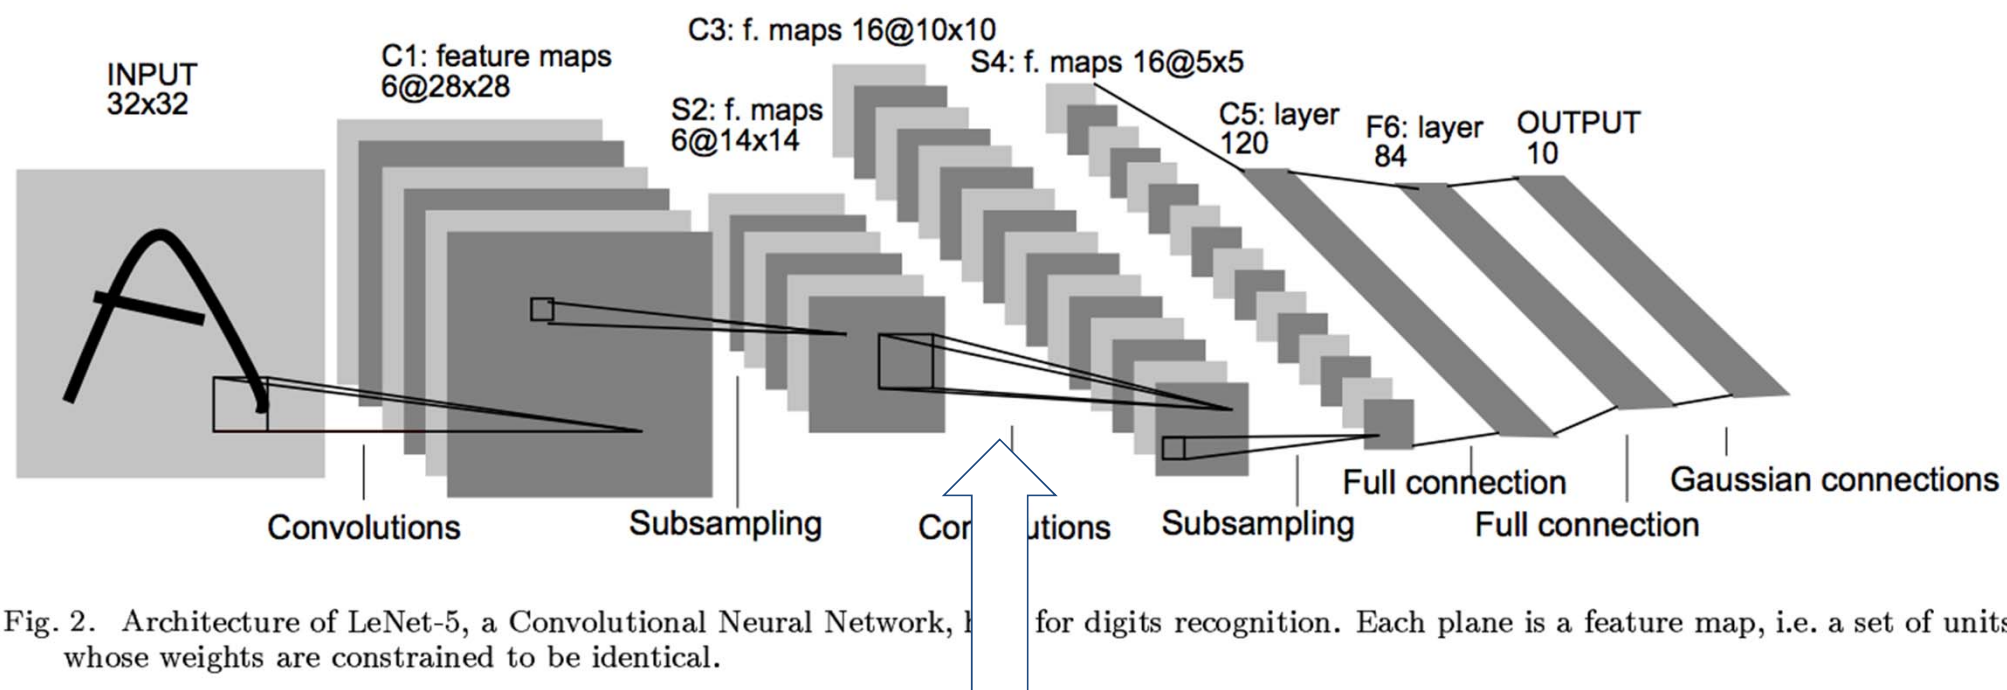 INPUT
32x32
C1: feature maps
6@28x28
S2: f. maps
6@14x14
C3: f. maps 16@10x10
S4: f. maps 16@5x5
C5: layer
120
F6: layer
84
OUTPUT
10
Convolutions
Subsampling
Subsampling
Full connection
Full connection
Gaussian connections
Fig. 2. Architecture of LeNet-5, a Convolutional Neural Network, for digits recognition. Each plane is a feature map, i.e. a set of units
whose weights are constrained to be identical.